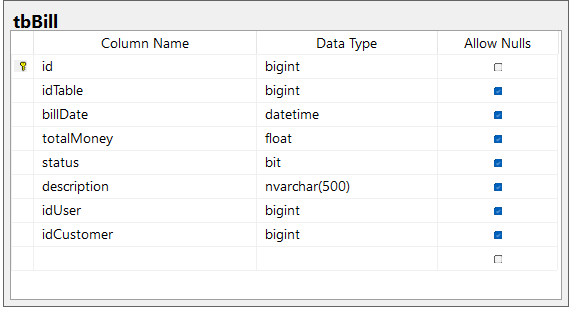 tbBill
Column Name Data Type Allow Nulls
id bigint
idTable bigint
billDate datetime
totalMoney float
status bit
description nvarchar(500)
idUser bigint
idCustomer bigint